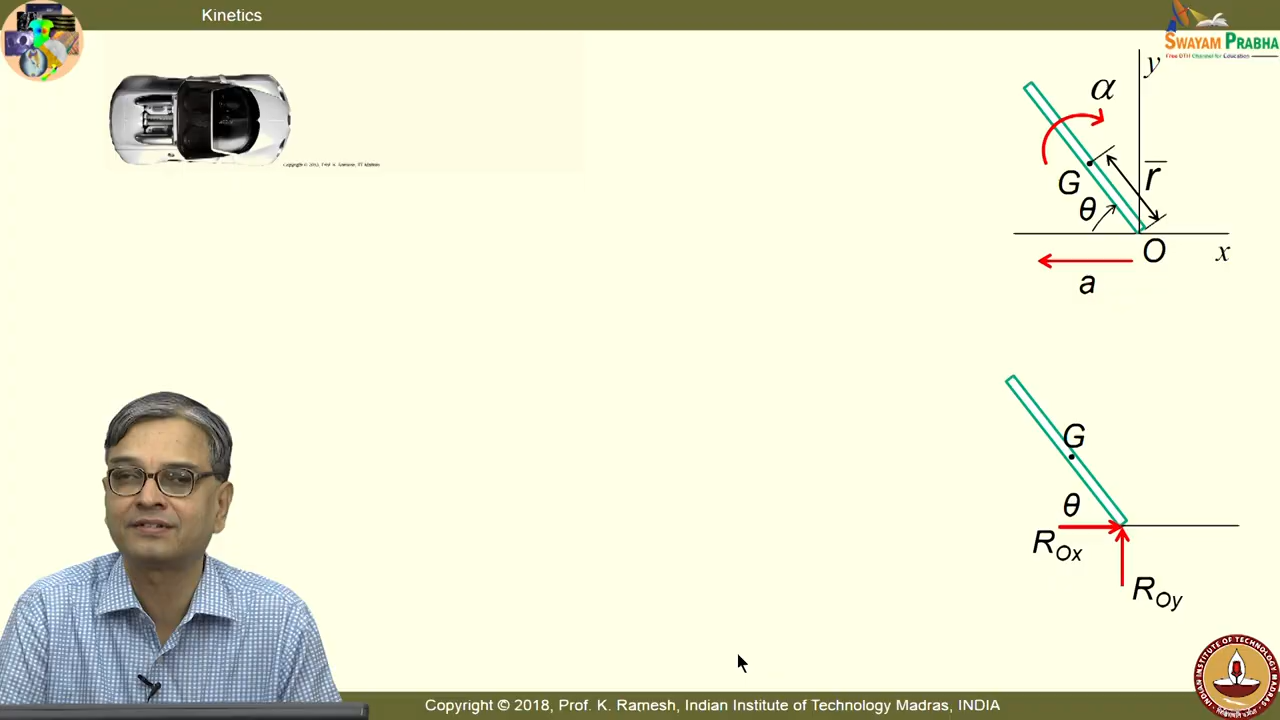 Kinetics
SWAYAM PRABHA
Free DTH Channel for Education
y
α
G
r̅
θ
O
x
a
G
θ
R_Ox
R_Oy
Copyright © 2018, Prof. K. Ramesh, Indian Institute of Technology Madras, INDIA